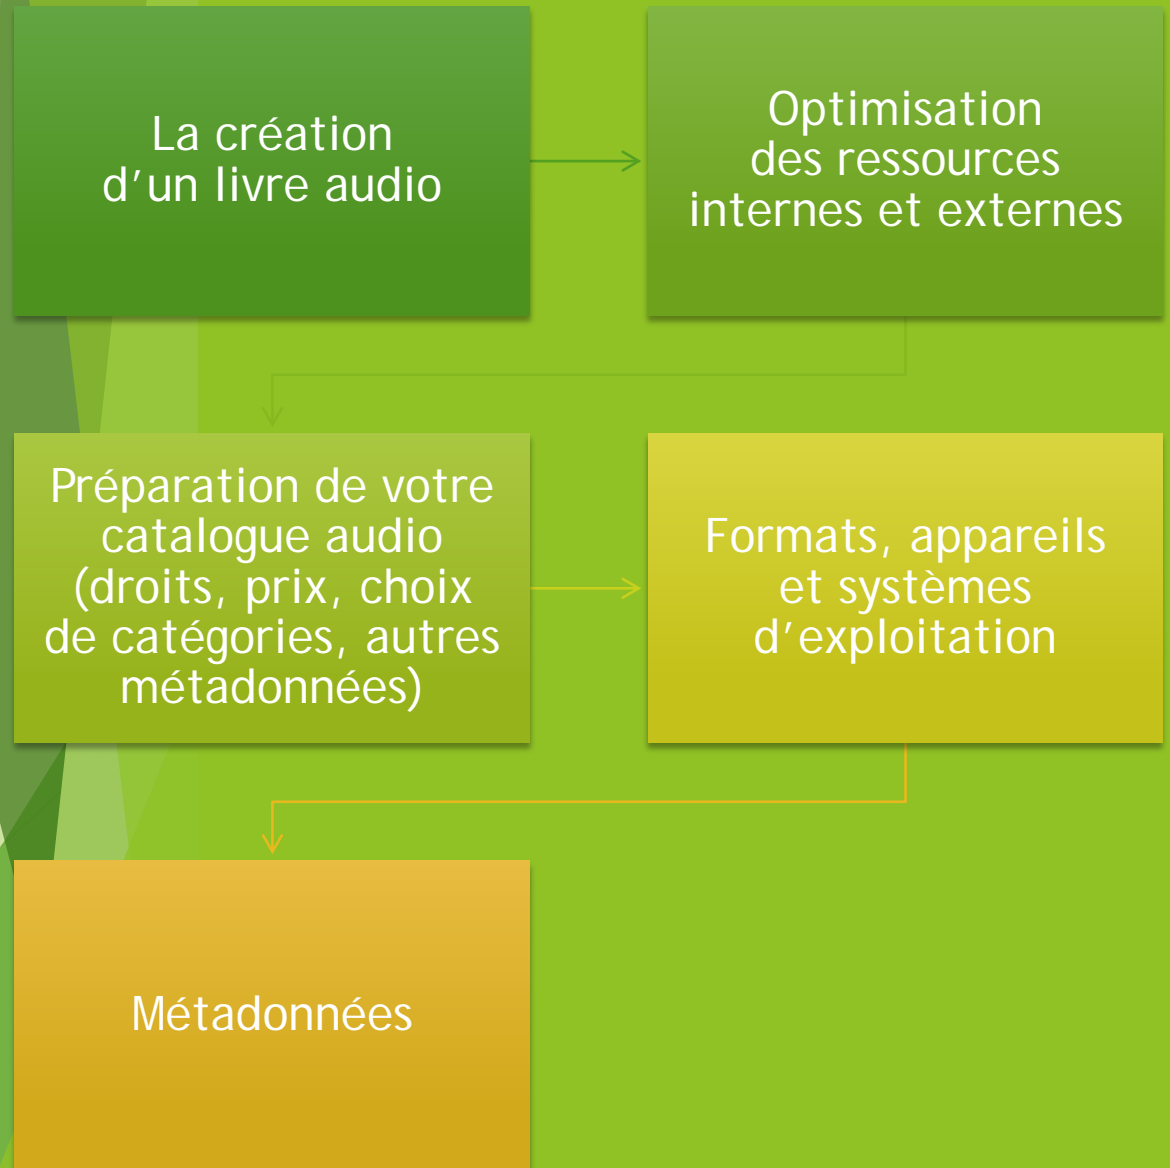 La création
d’un livre audio
Optimisation
des ressources
internes et externes
Préparation de votre
catalogue audio
(droits, prix, choix
de catégories, autres
métadonnées)
Formats, appareils
et systèmes
d’exploitation
Métadonnées